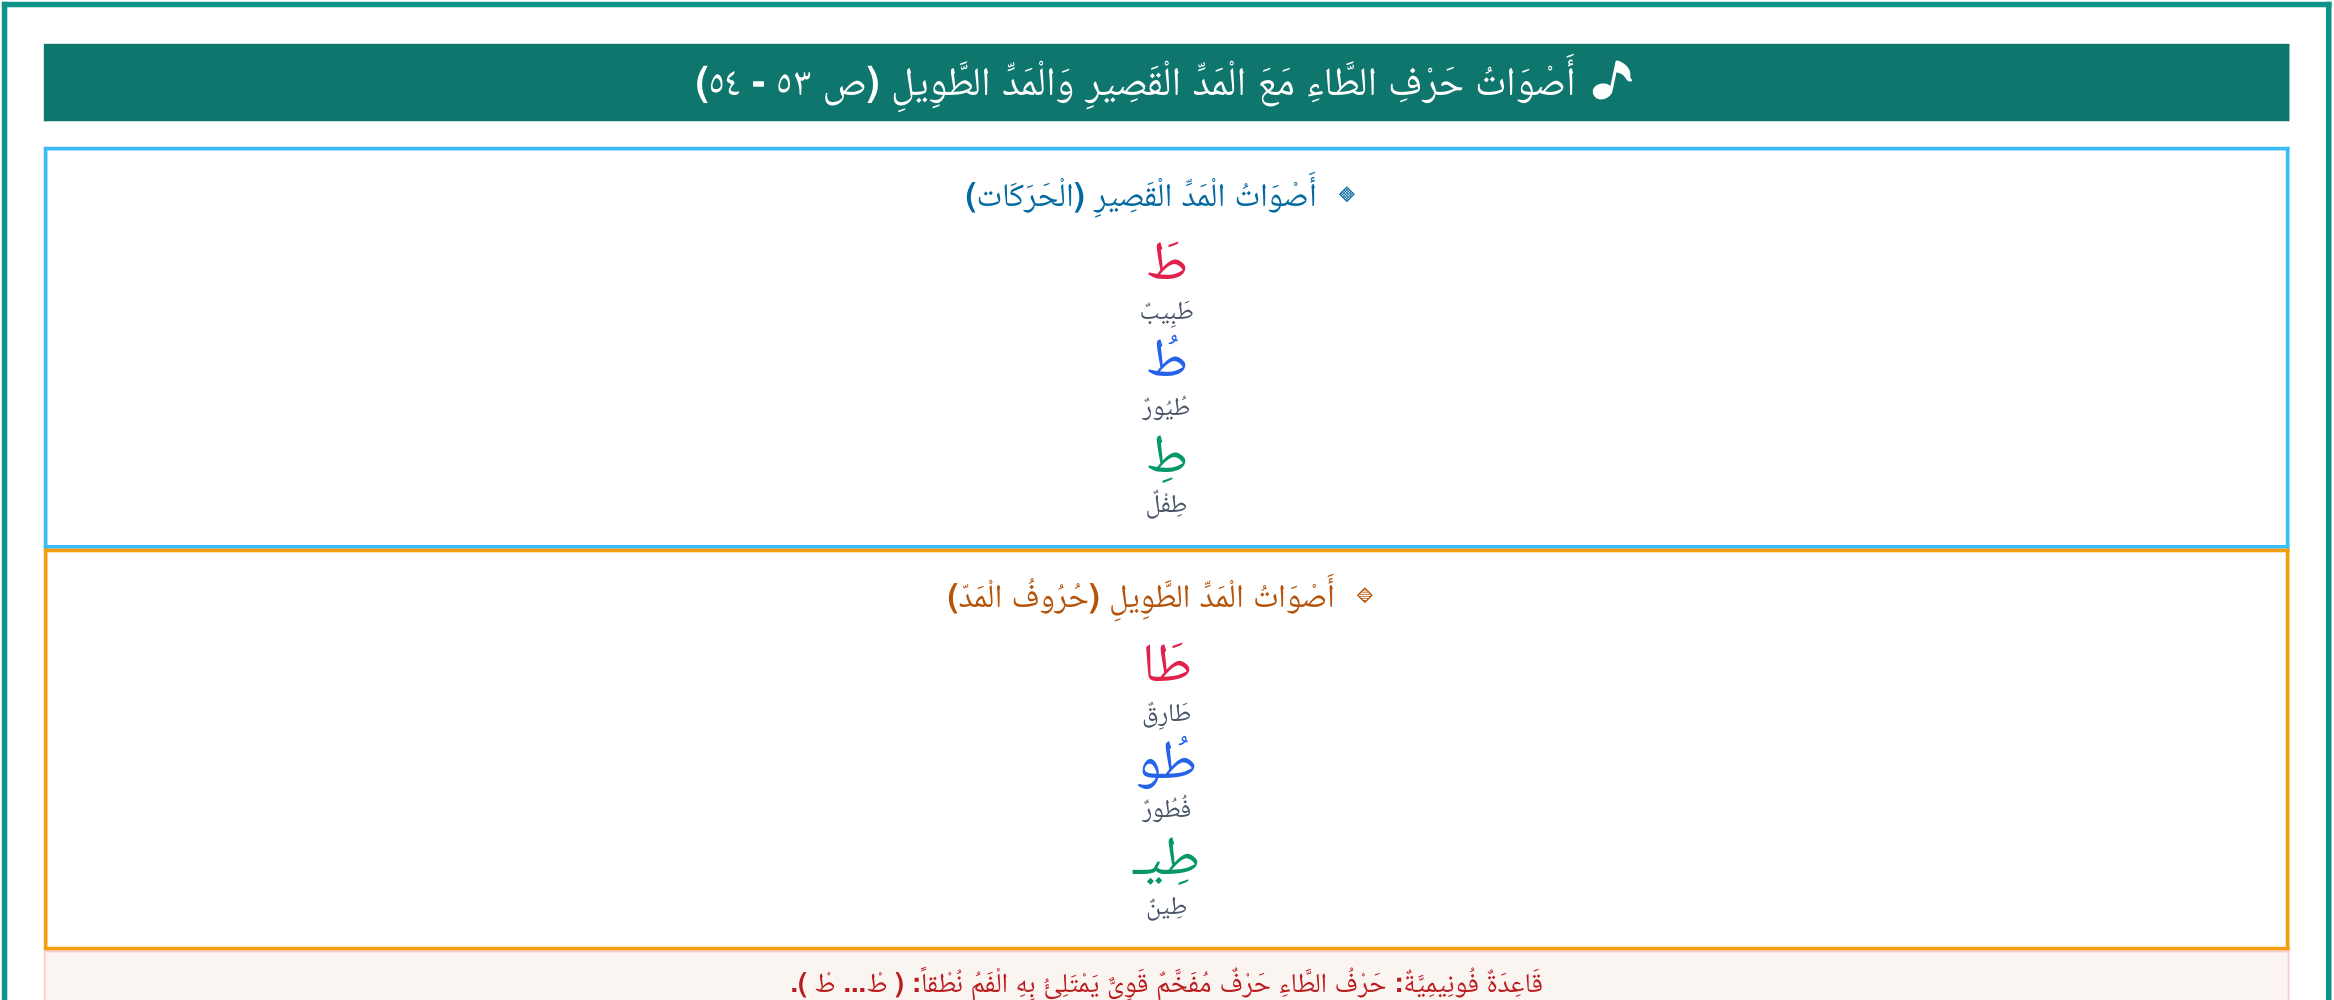 أَصْوَاتُ حَرْفِ الطَّاءِ مَعَ الْمَدِّ الْقَصِيرِ وَالْمَدِّ الطَّوِيلِ (ص ٥٣ - ٥٤)
أَصْوَاتُ الْمَدِّ الْقَصِيرِ (الْحَرَكَات)
طَ
طَبِيبٌ
طُ
طُيُورٌ
طِ
طِفْلٌ
أَصْوَاتُ الْمَدِّ الطَّوِيلِ (حُرُوفُ الْمَدّ)
طَا
طَارِقٌ
طُو
فُطُورٌ
طِيـ
طِينٌ
قَاعِدَةٌ فُونِيمِيَّةٌ: حَرْفُ الطَّاءِ حَرْفٌ مُفَخَّمٌ قَوِيٌّ يَمْتَلِئُ بِهِ الْفَمُ نُطْقاً: ( طْ... طْ ).